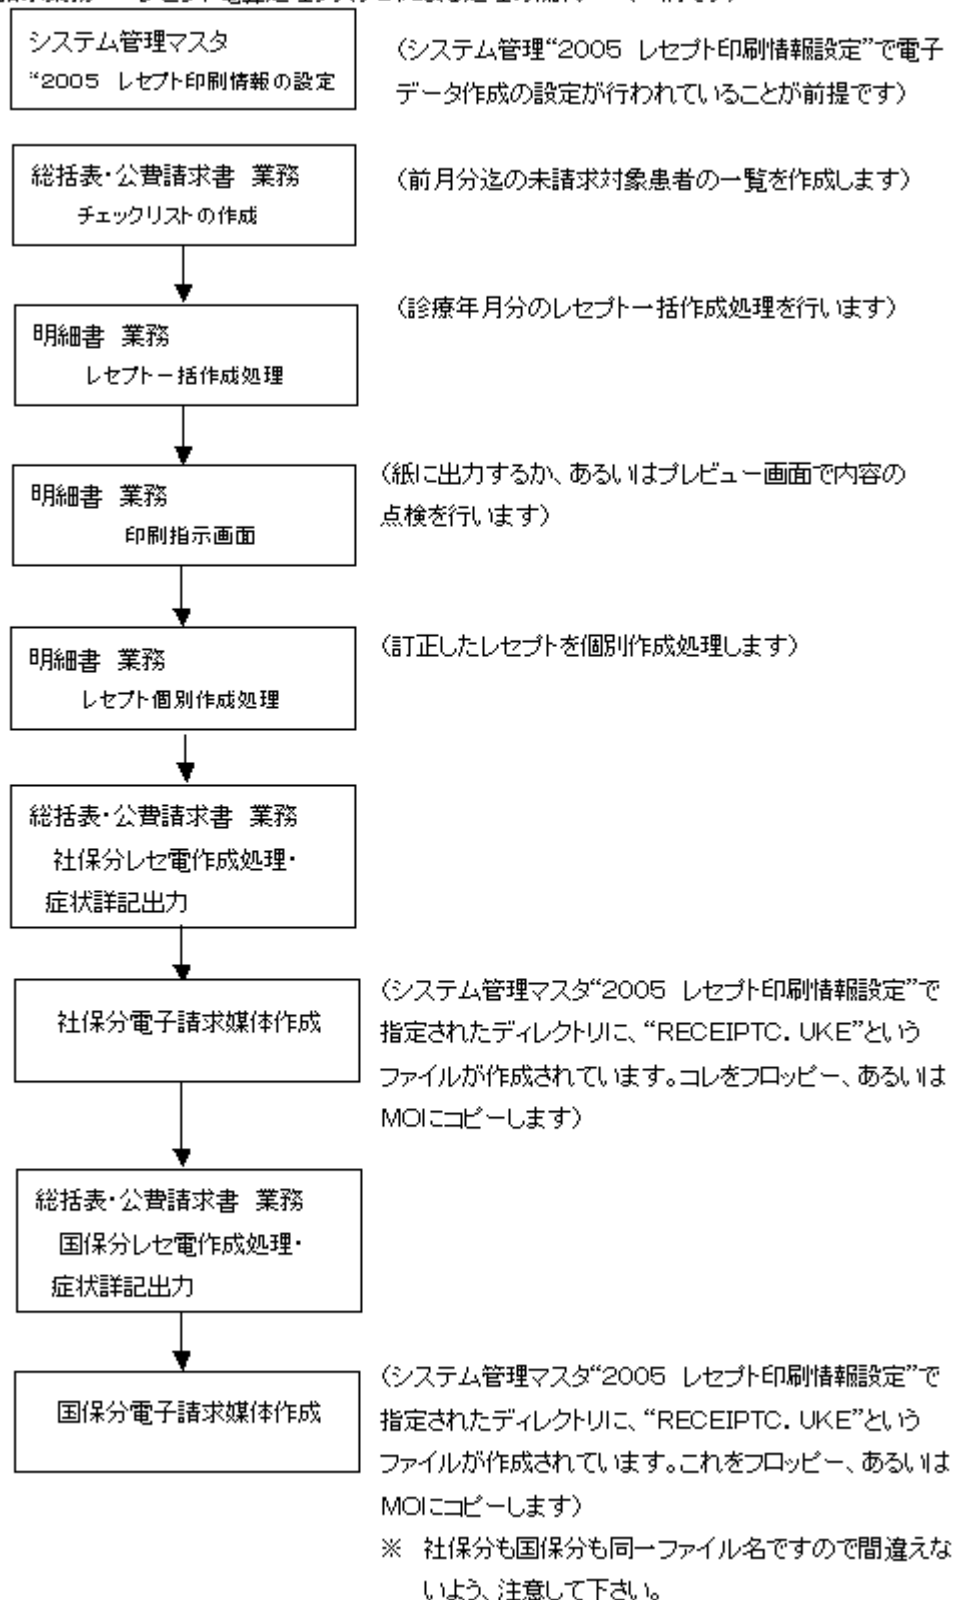 システム管理マスタ
“2005 レセプト印刷情報の設定
(システム管理“2005 レセプト印刷情報設定”で電子
データ作成の設定が行われていることが前提です)
総括表・公費請求書 業務
チェックリストの作成
(前月分迄の未請求対象患者の一覧を作成します)
明細書 業務
レセプト一括作成処理
(診療年月分のレセプト一括作成処理を行います)
明細書 業務
印刷指示画面
(紙に出力するか、あるいはプレビュー画面で内容の
点検を行います)
明細書 業務
レセプト個別作成処理
(訂正したレセプトを個別作成処理します)
総括表・公費請求書 業務
社保分レセ電作成処理・
症状詳記出力
社保分電子請求媒体作成
(システム管理マスタ“2005 レセプト印刷情報設定”で
指定されたディレクトリに、“RECEIPTC.UKE”という
ファイルが作成されています。コレをフロッピー、あるいは
MOにコピーします)
総括表・公費請求書 業務
国保分レセ電作成処理・
症状詳記出力
国保分電子請求媒体作成
(システム管理マスタ“2005 レセプト印刷情報設定”で
指定されたディレクトリに、“RECEIPTC.UKE”という
ファイルが作成されています。これをフロッピー、あるいは
MOにコピーします)
※ 社保分も国保分も同一ファイル名ですので間違えな
いよう、注意して下さい。